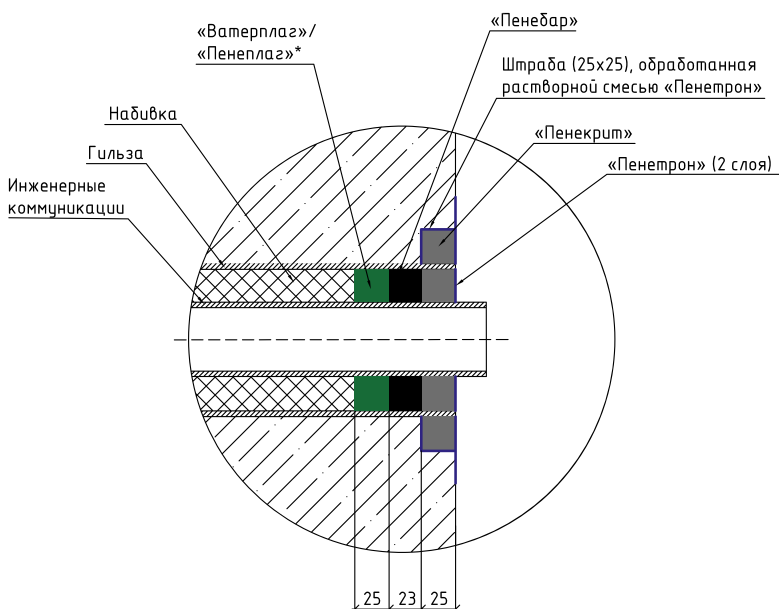 «Ватерплаг»/
«Пенеплаг»*
«Пенебар»
Штраба (25х25), обработанная
растворной смесью «Пенетрон»
Набивка
«Пенекрит»
Гильза
«Пенетрон» (2 слоя)
Инженерные
коммуникации
25
23
25